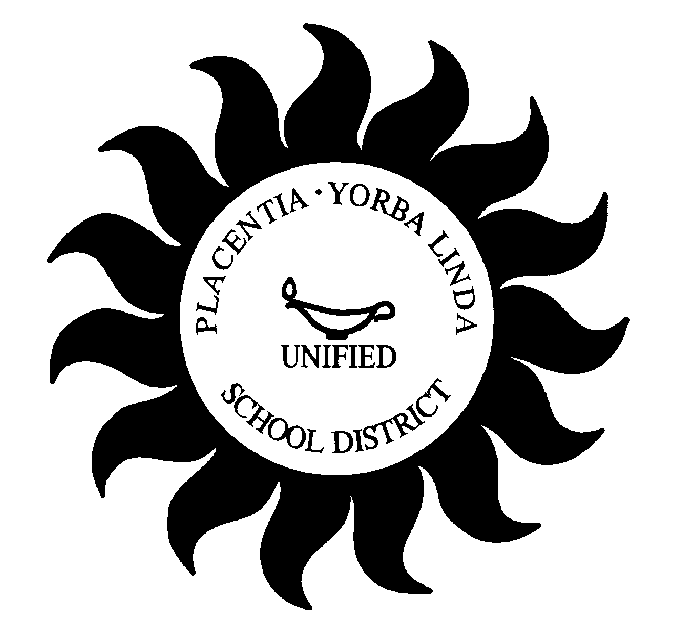 PLACENTIA · YORBA LINDA
UNIFIED
SCHOOL DISTRICT